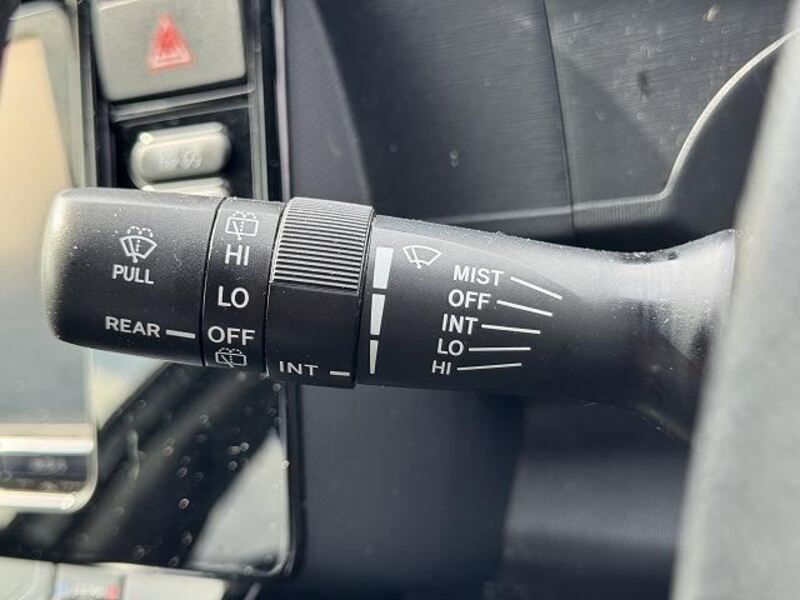 PULL
REAR
HI
LO
OFF
INT
MIST
OFF
INT
LO
HI